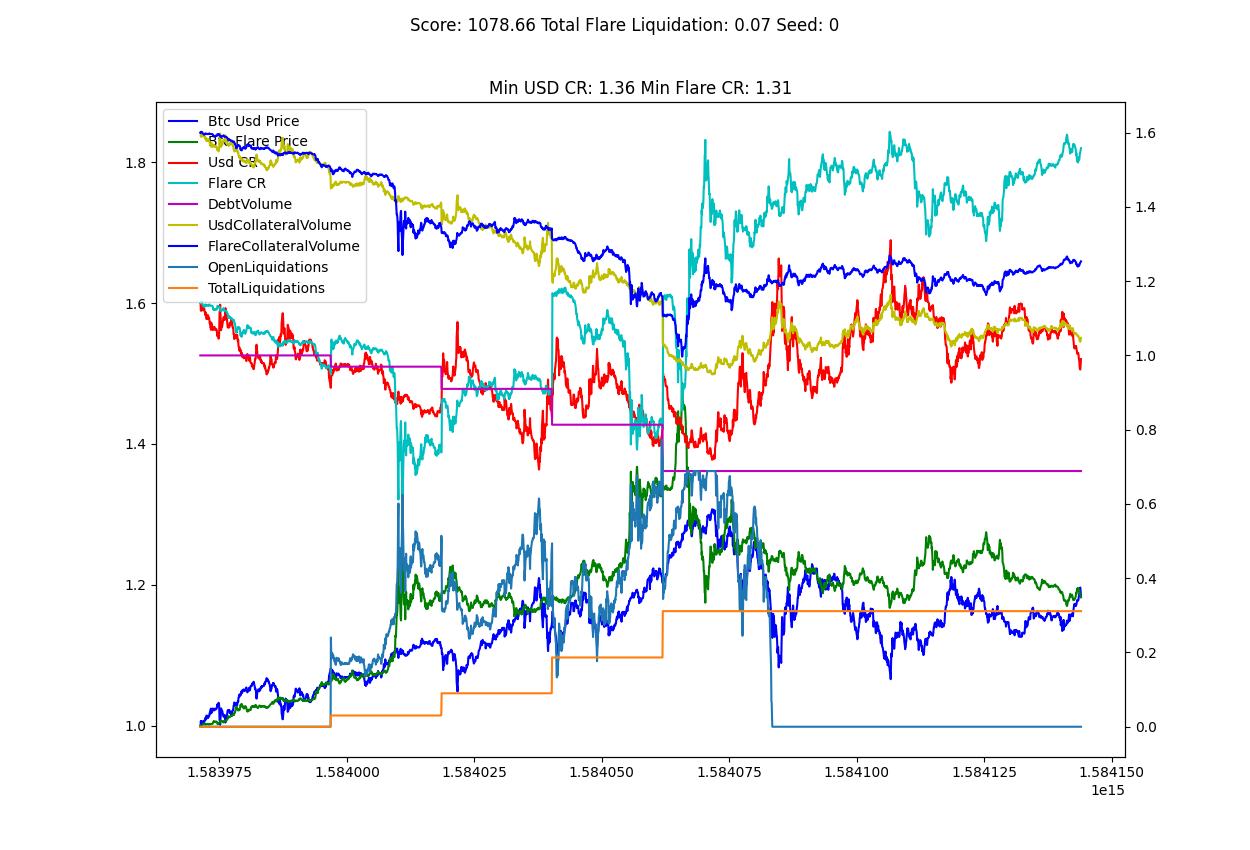 Score: 1078.66 Total Flare Liquidation: 0.07 Seed: 0
Min USD CR: 1.36 Min Flare CR: 1.31
Btc Usd Price
Btc Flare Price
Usd CR
Flare CR
DebtVolume
UsdCollateralVolume
FlareCollateralVolume
OpenLiquidations
TotalLiquidations
1.8
1.6
1.4
1.2
1.0
1.6
1.4
1.2
1.0
0.8
0.6
0.4
0.2
0.0
1.583975 1.584000 1.584025 1.584050 1.584075 1.584100 1.584125 1.584150
1e15